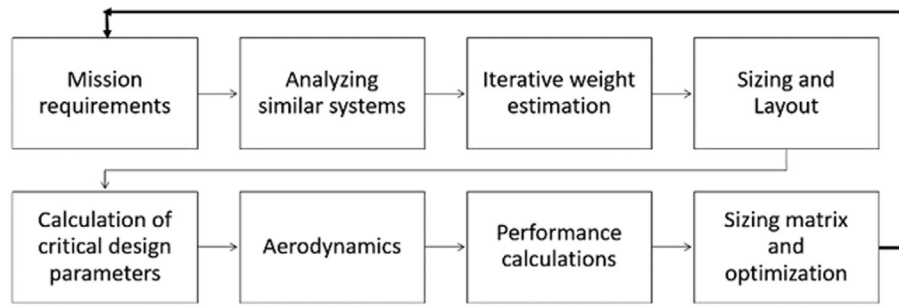 Mission
requirements
Analyzing
similar systems
Iterative weight
estimation
Sizing and
Layout
Calculation of
critical design
parameters
Aerodynamics
Performance
calculations
Sizing matrix
and
optimization